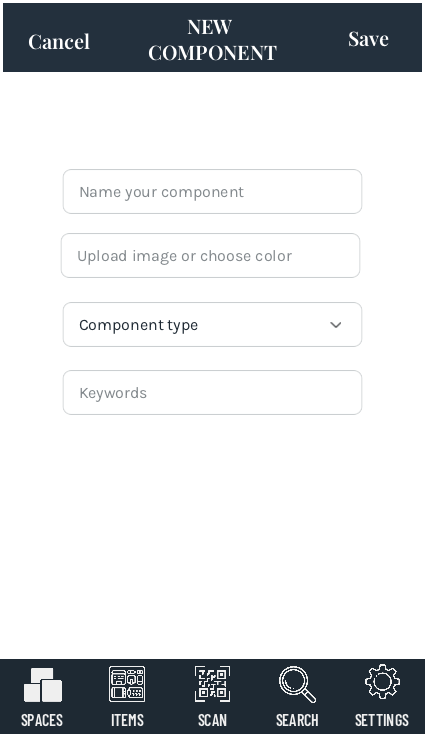 Cancel
NEW
COMPONENT
Save
Name your component
Upload image or choose color
Component type
Keywords
SPACES
ITEMS
SCAN
SEARCH
SETTINGS